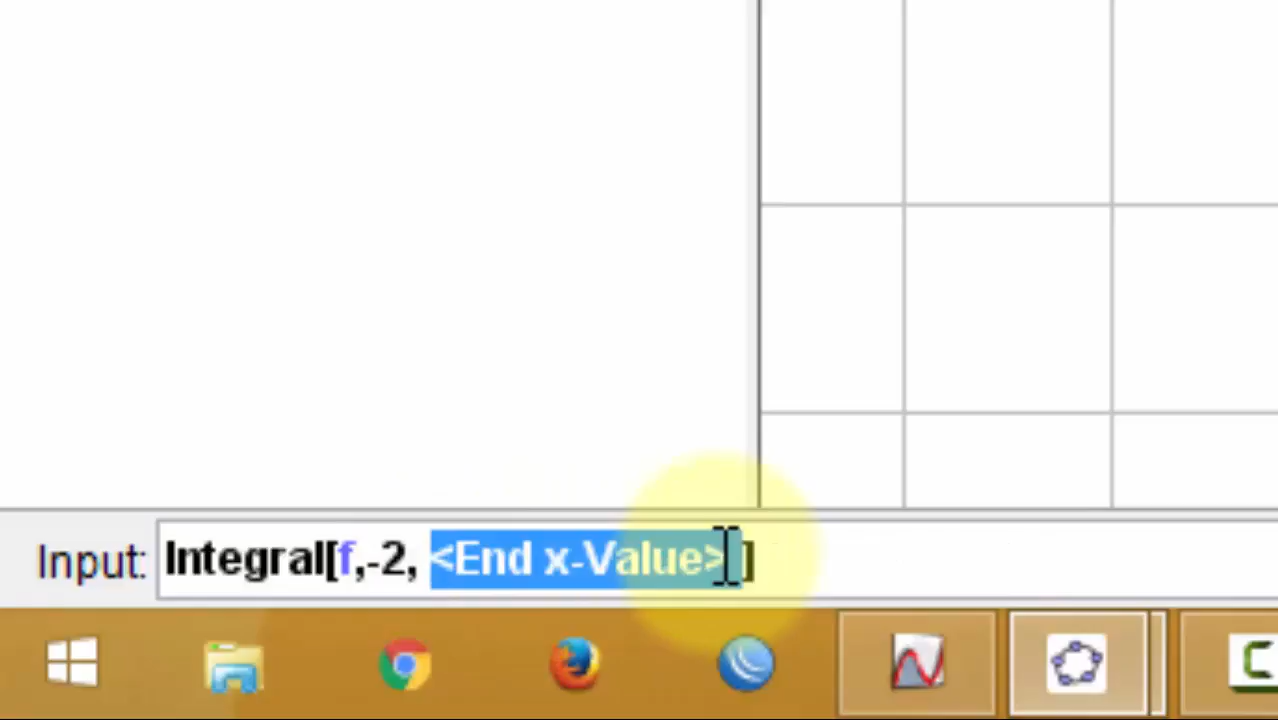 Input: Integral[f,-2, <End x-Value> ]